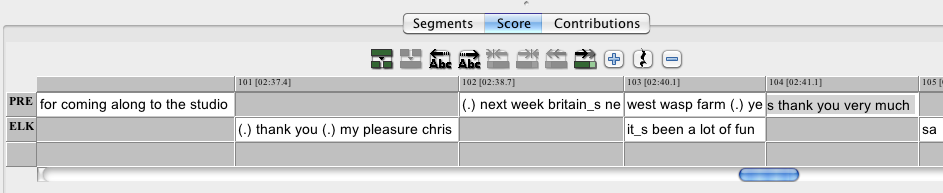 Segments Score Contributions
Abc Abc
101 [02:37.4] 102 [02:38.7] 103 [02:40.1] 104 [02:41.1] 105 [02
PRE for coming along to the studio (.) next week britain_s ne west wasp farm (.) ye s thank you very much
ELK (.) thank you (.) my pleasure chris it_s been a lot of fun sa